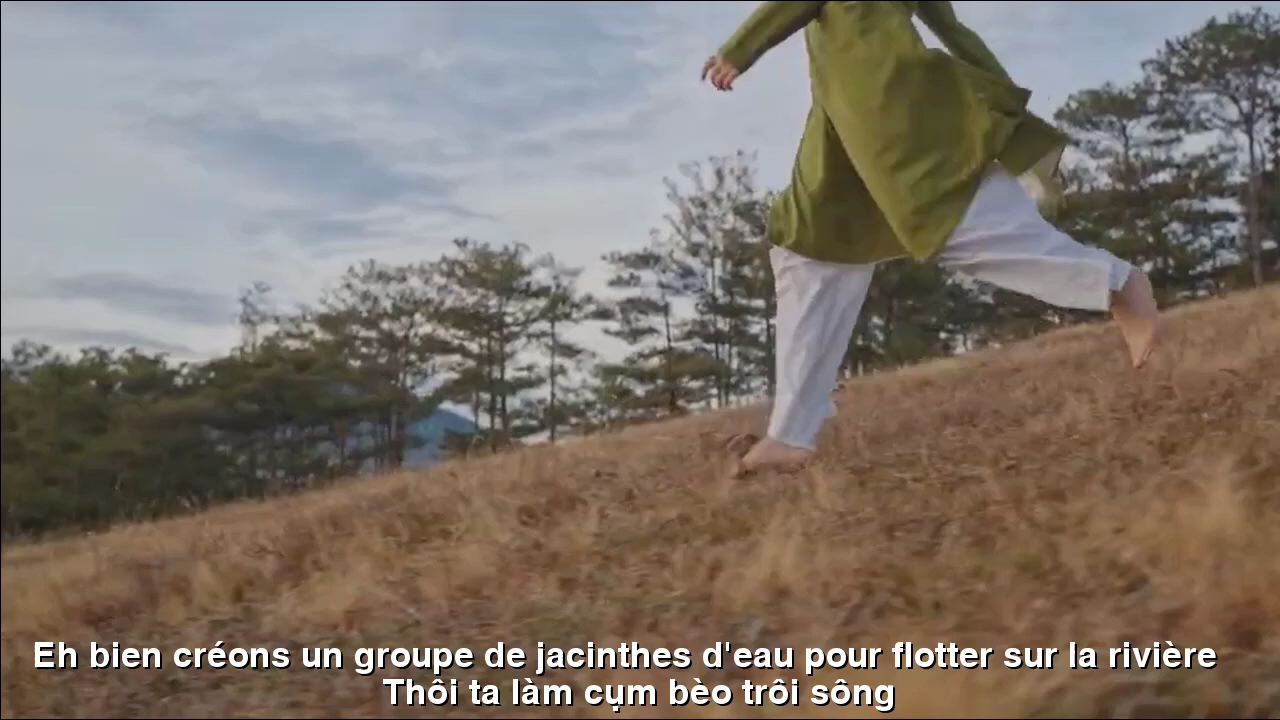 Eh bien créons un groupe de jacinthes d'eau pour flotter sur la rivière
Thôi ta làm cụm bèo trôi sông